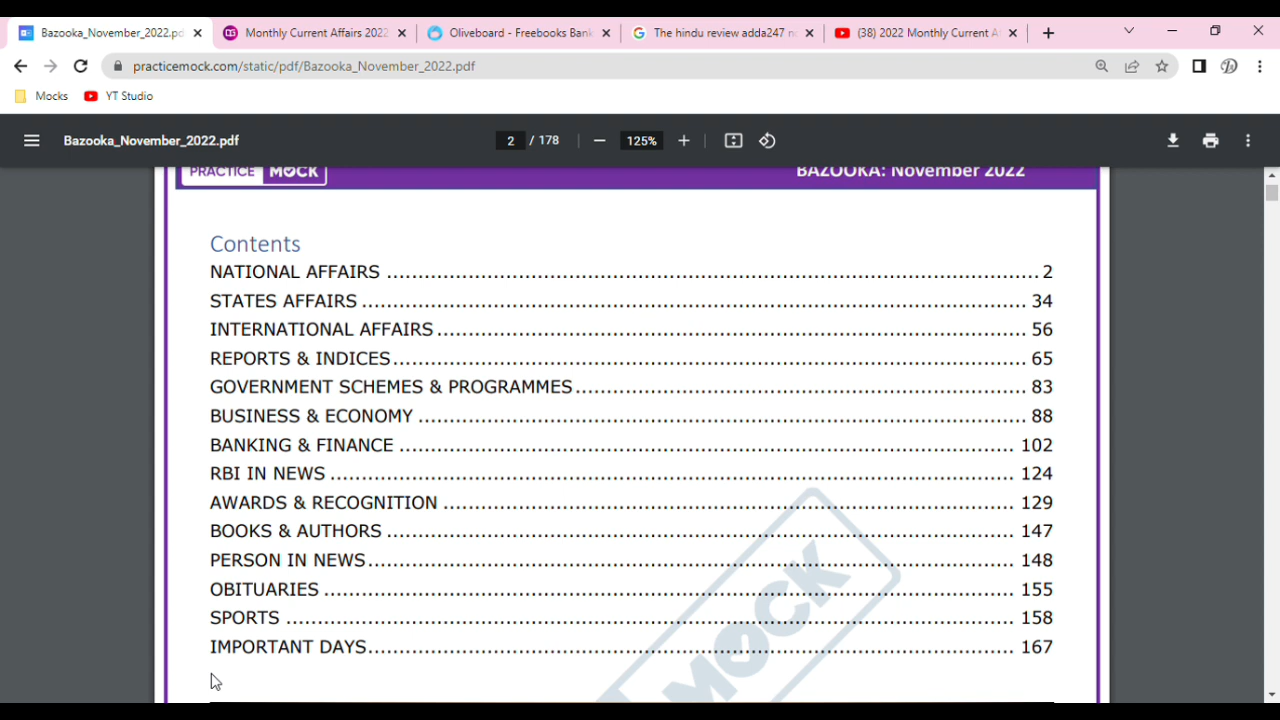 Bazooka_November_2022.pd
Monthly Current Affairs 2022
Oliveboard - Freebooks Bank
The hindu review adda247 n
(38) 2022 Monthly Current A
practicemock.com/static/pdf/Bazooka_November_2022.pdf
Mocks
YT Studio
Bazooka_November_2022.pdf
2 / 178
125%
PRACTICE MOCK
BAZOOKA: November 2022
Contents
NATIONAL AFFAIRS ........ 2
STATES AFFAIRS ........ 34
INTERNATIONAL AFFAIRS ........ 56
REPORTS & INDICES ........ 65
GOVERNMENT SCHEMES & PROGRAMMES ........ 83
BUSINESS & ECONOMY ........ 88
BANKING & FINANCE ........ 102
RBI IN NEWS ........ 124
AWARDS & RECOGNITION ........ 129
BOOKS & AUTHORS ........ 147
PERSON IN NEWS ........ 148
OBITUARIES ........ 155
SPORTS ........ 158
IMPORTANT DAYS ........ 167
MOCK